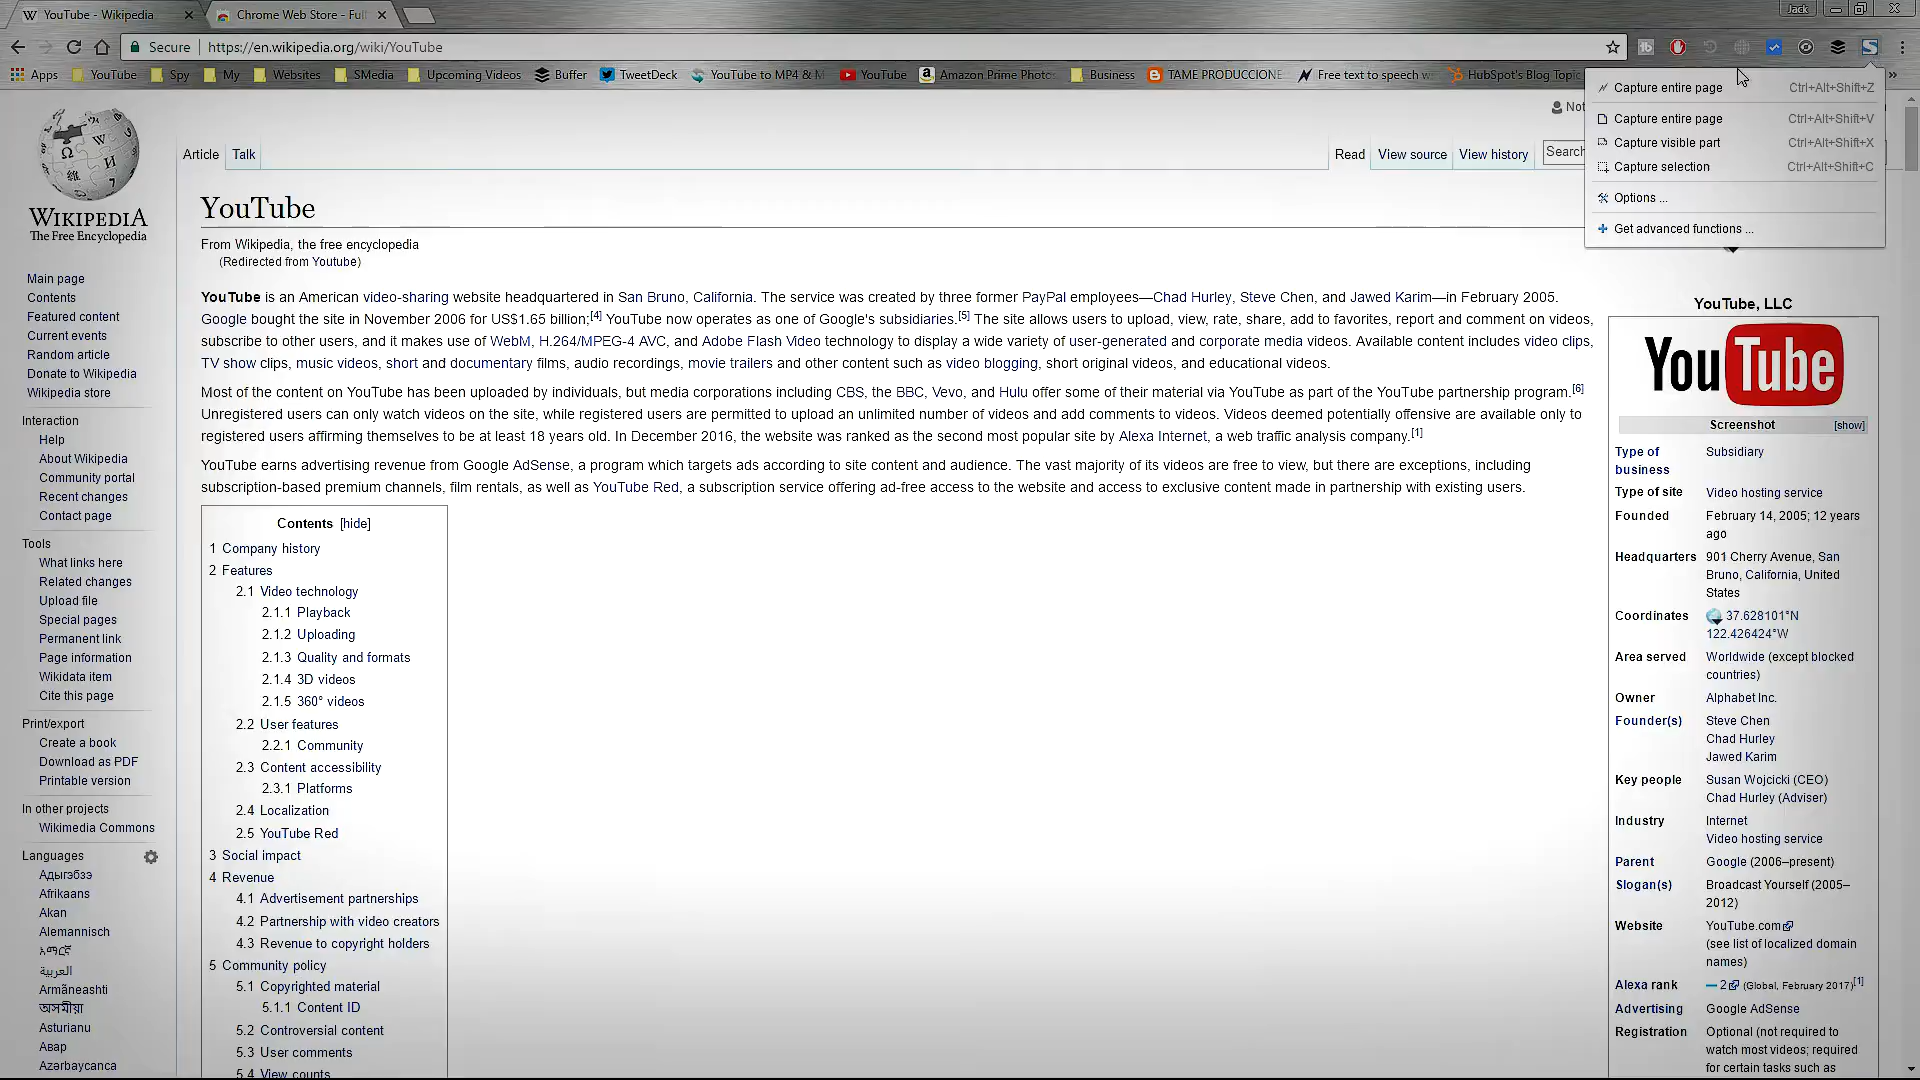 YouTube - Wikipedia
Chrome Web Store - Ful
Jack
Secure
https://en.wikipedia.org/wiki/YouTube
Apps
YouTube
Spy
My
Websites
SMedia
Upcoming Videos
Buffer
TweetDeck
YouTube to MP4 & M
YouTube
Amazon Prime Photo
Business
TAME PRODUCCIONE
Free text to speech w
HubSpot's Blog Topic
»
Capture entire page Ctrl+Alt+Shift+Z
Capture entire page Ctrl+Alt+Shift+V
Capture visible part Ctrl+Alt+Shift+X
Capture selection Ctrl+Alt+Shift+C
Options ...
Get advanced functions ...
Not
Article
Talk
Read
View source
View history
Search
WIKIPEDIA
The Free Encyclopedia
Main page
Contents
Featured content
Current events
Random article
Donate to Wikipedia
Wikipedia store
Interaction
Help
About Wikipedia
Community portal
Recent changes
Contact page
Tools
What links here
Related changes
Upload file
Special pages
Permanent link
Page information
Wikidata item
Cite this page
Print/export
Create a book
Download as PDF
Printable version
In other projects
Wikimedia Commons
Languages
Адыгэбзэ
Afrikaans
Akan
Alemannisch
አማርኛ
العربية
Armãneashti
অসমীয়া
Asturianu
Авар
Azərbaycanca
YouTube
From Wikipedia, the free encyclopedia
(Redirected from Youtube)
YouTube is an American video-sharing website headquartered in San Bruno, California. The service was created by three former PayPal employees—Chad Hurley, Steve Chen, and Jawed Karim—in February 2005.
Google bought the site in November 2006 for US$1.65 billion;[4] YouTube now operates as one of Google's subsidiaries.[5] The site allows users to upload, view, rate, share, add to favorites, report and comment on videos,
subscribe to other users, and it makes use of WebM, H.264/MPEG-4 AVC, and Adobe Flash Video technology to display a wide variety of user-generated and corporate media videos. Available content includes video clips,
TV show clips, music videos, short and documentary films, audio recordings, movie trailers and other content such as video blogging, short original videos, and educational videos.
Most of the content on YouTube has been uploaded by individuals, but media corporations including CBS, the BBC, Vevo, and Hulu offer some of their material via YouTube as part of the YouTube partnership program.[6]
Unregistered users can only watch videos on the site, while registered users are permitted to upload an unlimited number of videos and add comments to videos. Videos deemed potentially offensive are available only to
registered users affirming themselves to be at least 18 years old. In December 2016, the website was ranked as the second most popular site by Alexa Internet, a web traffic analysis company.[1]
YouTube earns advertising revenue from Google AdSense, a program which targets ads according to site content and audience. The vast majority of its videos are free to view, but there are exceptions, including
subscription-based premium channels, film rentals, as well as YouTube Red, a subscription service offering ad-free access to the website and access to exclusive content made in partnership with existing users.
Contents [hide]
1 Company history
2 Features
2.1 Video technology
2.1.1 Playback
2.1.2 Uploading
2.1.3 Quality and formats
2.1.4 3D videos
2.1.5 360° videos
2.2 User features
2.2.1 Community
2.3 Content accessibility
2.3.1 Platforms
2.4 Localization
2.5 YouTube Red
3 Social impact
4 Revenue
4.1 Advertisement partnerships
4.2 Partnership with video creators
4.3 Revenue to copyright holders
5 Community policy
5.1 Copyrighted material
5.1.1 Content ID
5.2 Controversial content
5.3 User comments
5.4 View counts
YouTube, LLC
YouTube
Screenshot [show]
Type of business Subsidiary
Type of site Video hosting service
Founded February 14, 2005; 12 years
ago
Headquarters 901 Cherry Avenue, San
Bruno, California, United
States
Coordinates 37.628101°N
122.426424°W
Area served Worldwide (except blocked
countries)
Owner Alphabet Inc.
Founder(s) Steve Chen
Chad Hurley
Jawed Karim
Key people Susan Wojcicki (CEO)
Chad Hurley (Adviser)
Industry Internet
Video hosting service
Parent Google (2006–present)
Slogan(s) Broadcast Yourself (2005–
2012)
Website YouTube.com
(see list of localized domain
names)
Alexa rank 2 (Global, February 2017)[1]
Advertising Google AdSense
Registration Optional (not required to
watch most videos; required
for certain tasks such as